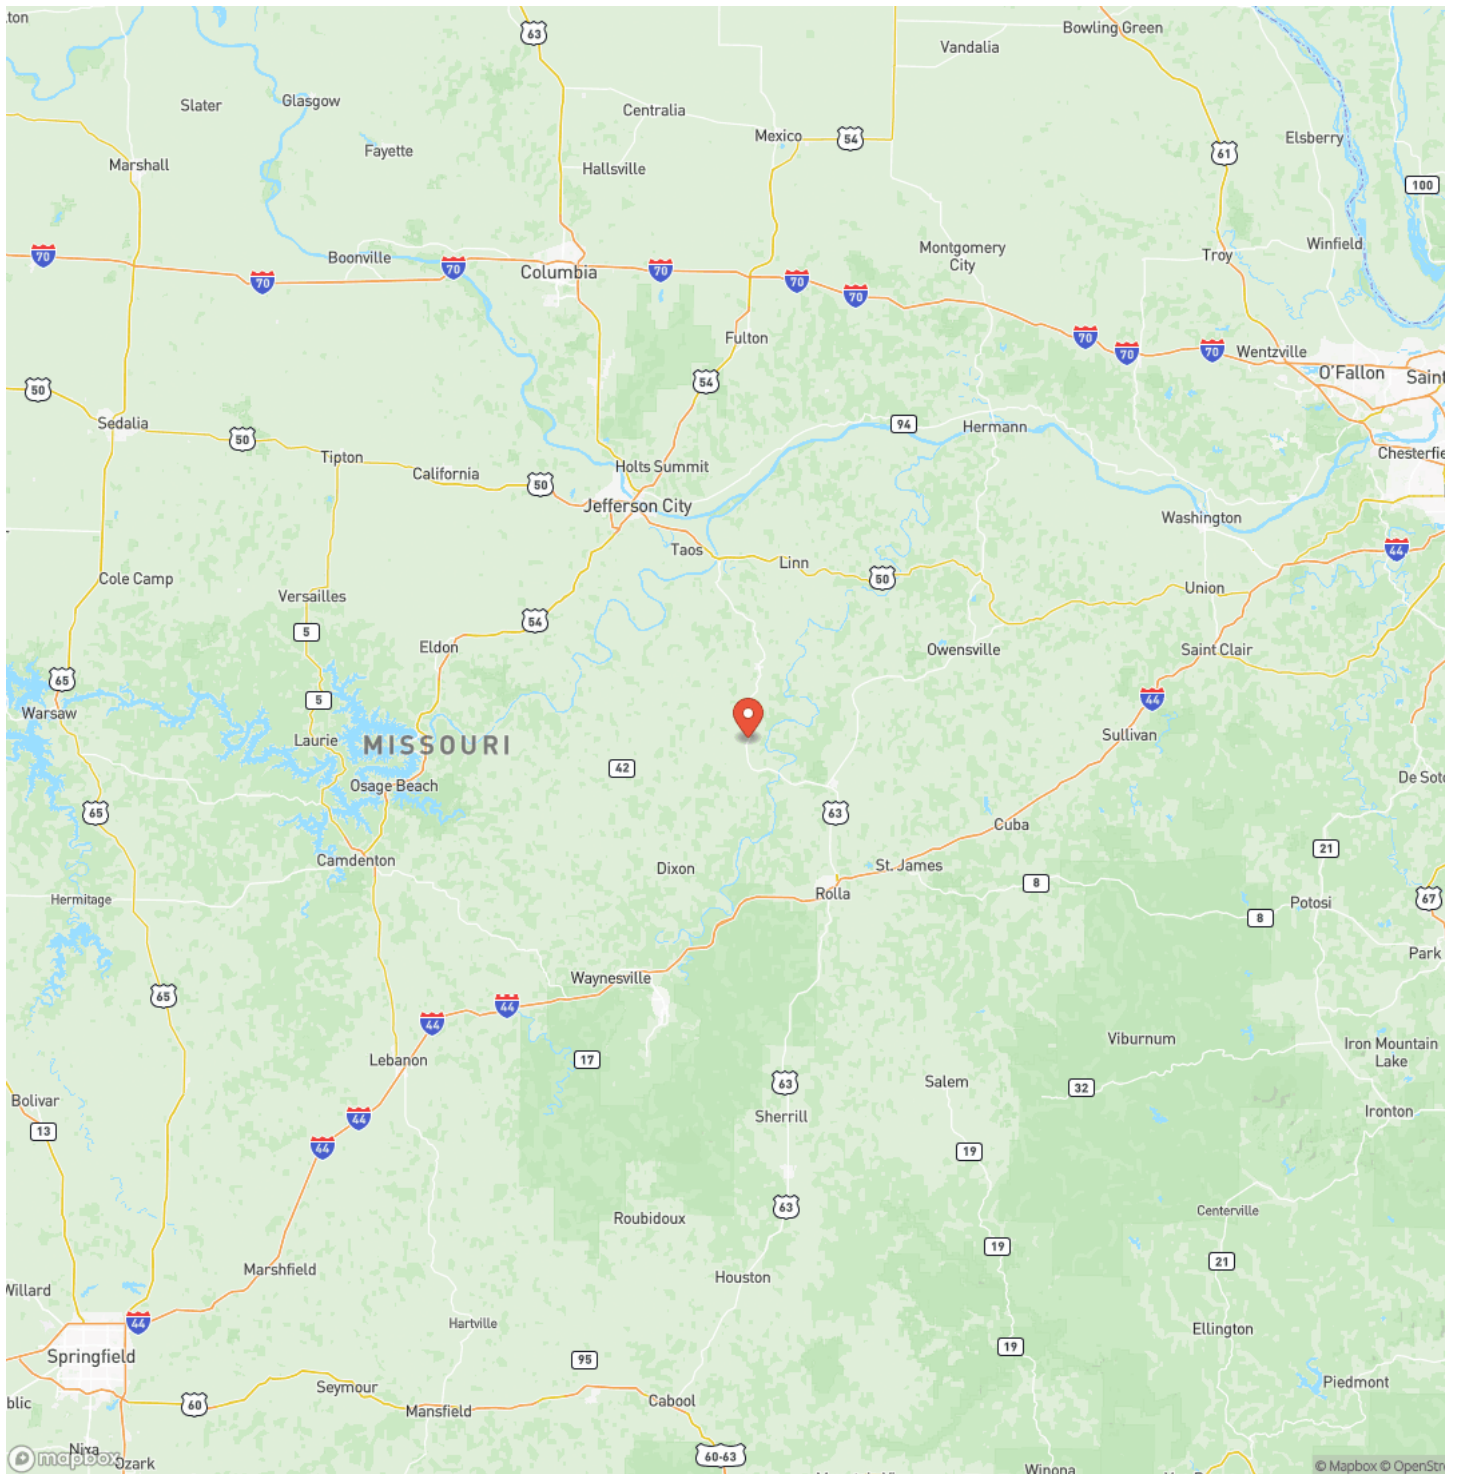 ton
63
Bowling Green
Vandalia
Slater
Glasgow
Centralia
Mexico
54
Elsberry
Fayette
61
Marshall
Hallsville
100
70
Boonville
70
Columbia
70
Montgomery
City
Winfield
Troy
70
70
70
Fulton
70
70
70
Wentzville
50
54
O'Fallon
Saint
Sedalia
50
94
Hermann
Tipton
California
50
Holts Summit
Chesterfie
Jefferson City
Washington
Taos
Linn
44
Cole Camp
50
Versailles
Union
5
54
Eldon
Owensville
Saint Clair
65
5
44
Warsaw
Laurie
MISSOURI
Sullivan
42
Osage Beach
De Soto
65
63
Cuba
21
Camdenton
Dixon
St. James
8
Hermitage
Rolla
67
Potosi
8
Park
Waynesville
65
44
44
Viburnum
Iron Mountain
Lake
Lebanon
17
63
Salem
32
Bolivar
44
Sherrill
Ironton
13
44
19
63
Roubidoux
Centerville
19
21
Marshfield
Houston
Willard
44
Hartville
Ellington
19
Springfield
95
Seymour
Piedmont
60
Mansfield
Cabool
blic
Nixa
mapbox
Ozark
60-63
Winona
© Mapbox © OpenStre